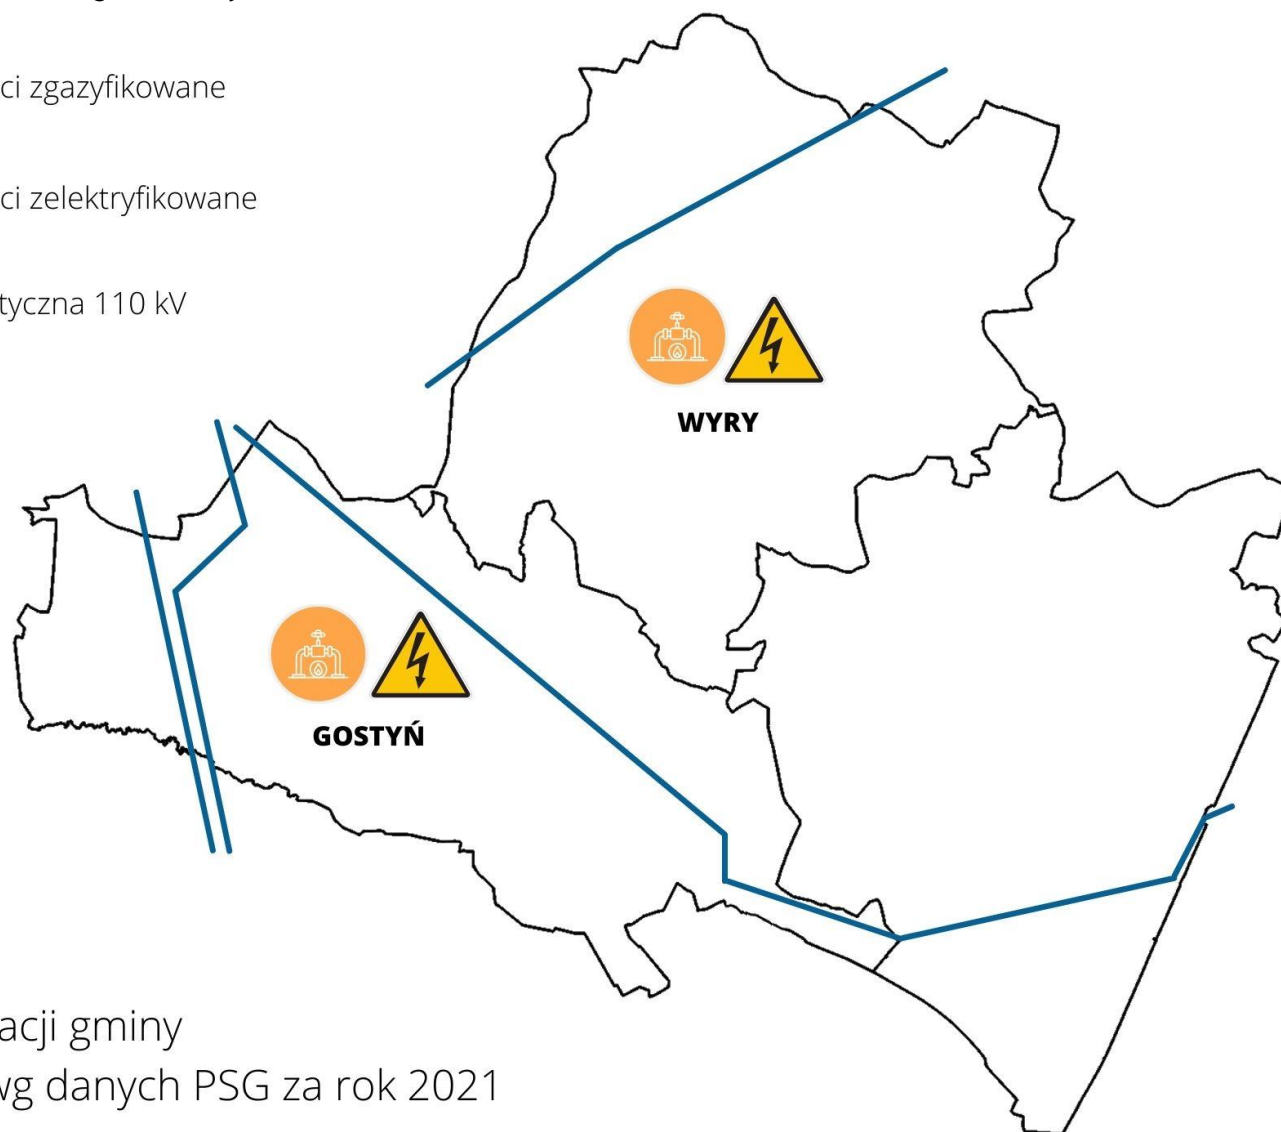 ci zgazyfikowane
ci zelektryfikowane
tyczna 110 kV
WYRY
GOSTYŃ
acji gminy
wg danych PSG za rok 2021